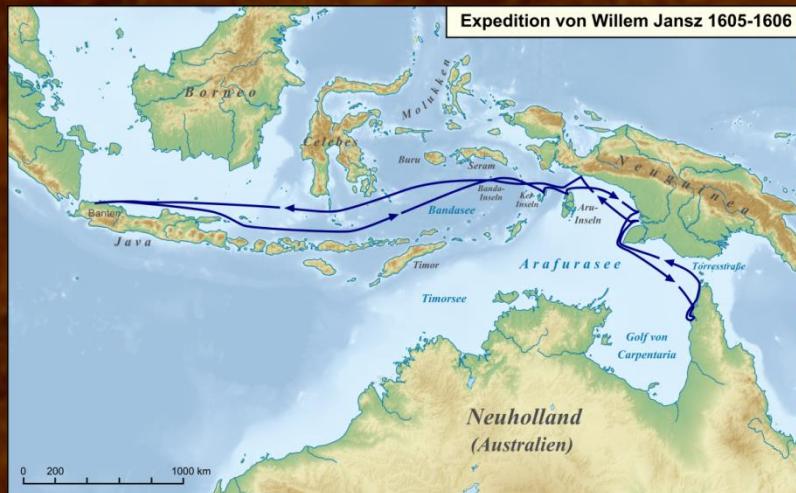 Expedition von Willem Jansz 1605-1606
Borneo
Molukken
Celebes
Buru
Seram
Neuguinea
Banda-
Inseln
Kei-
Inseln
Aru-
Inseln
Banten
Bandasee
Java
Timor
Arafurasee
Torresstraße
Timorsee
Golf von
Carpentaria
Neuholland
(Australien)
0 200 1000 km